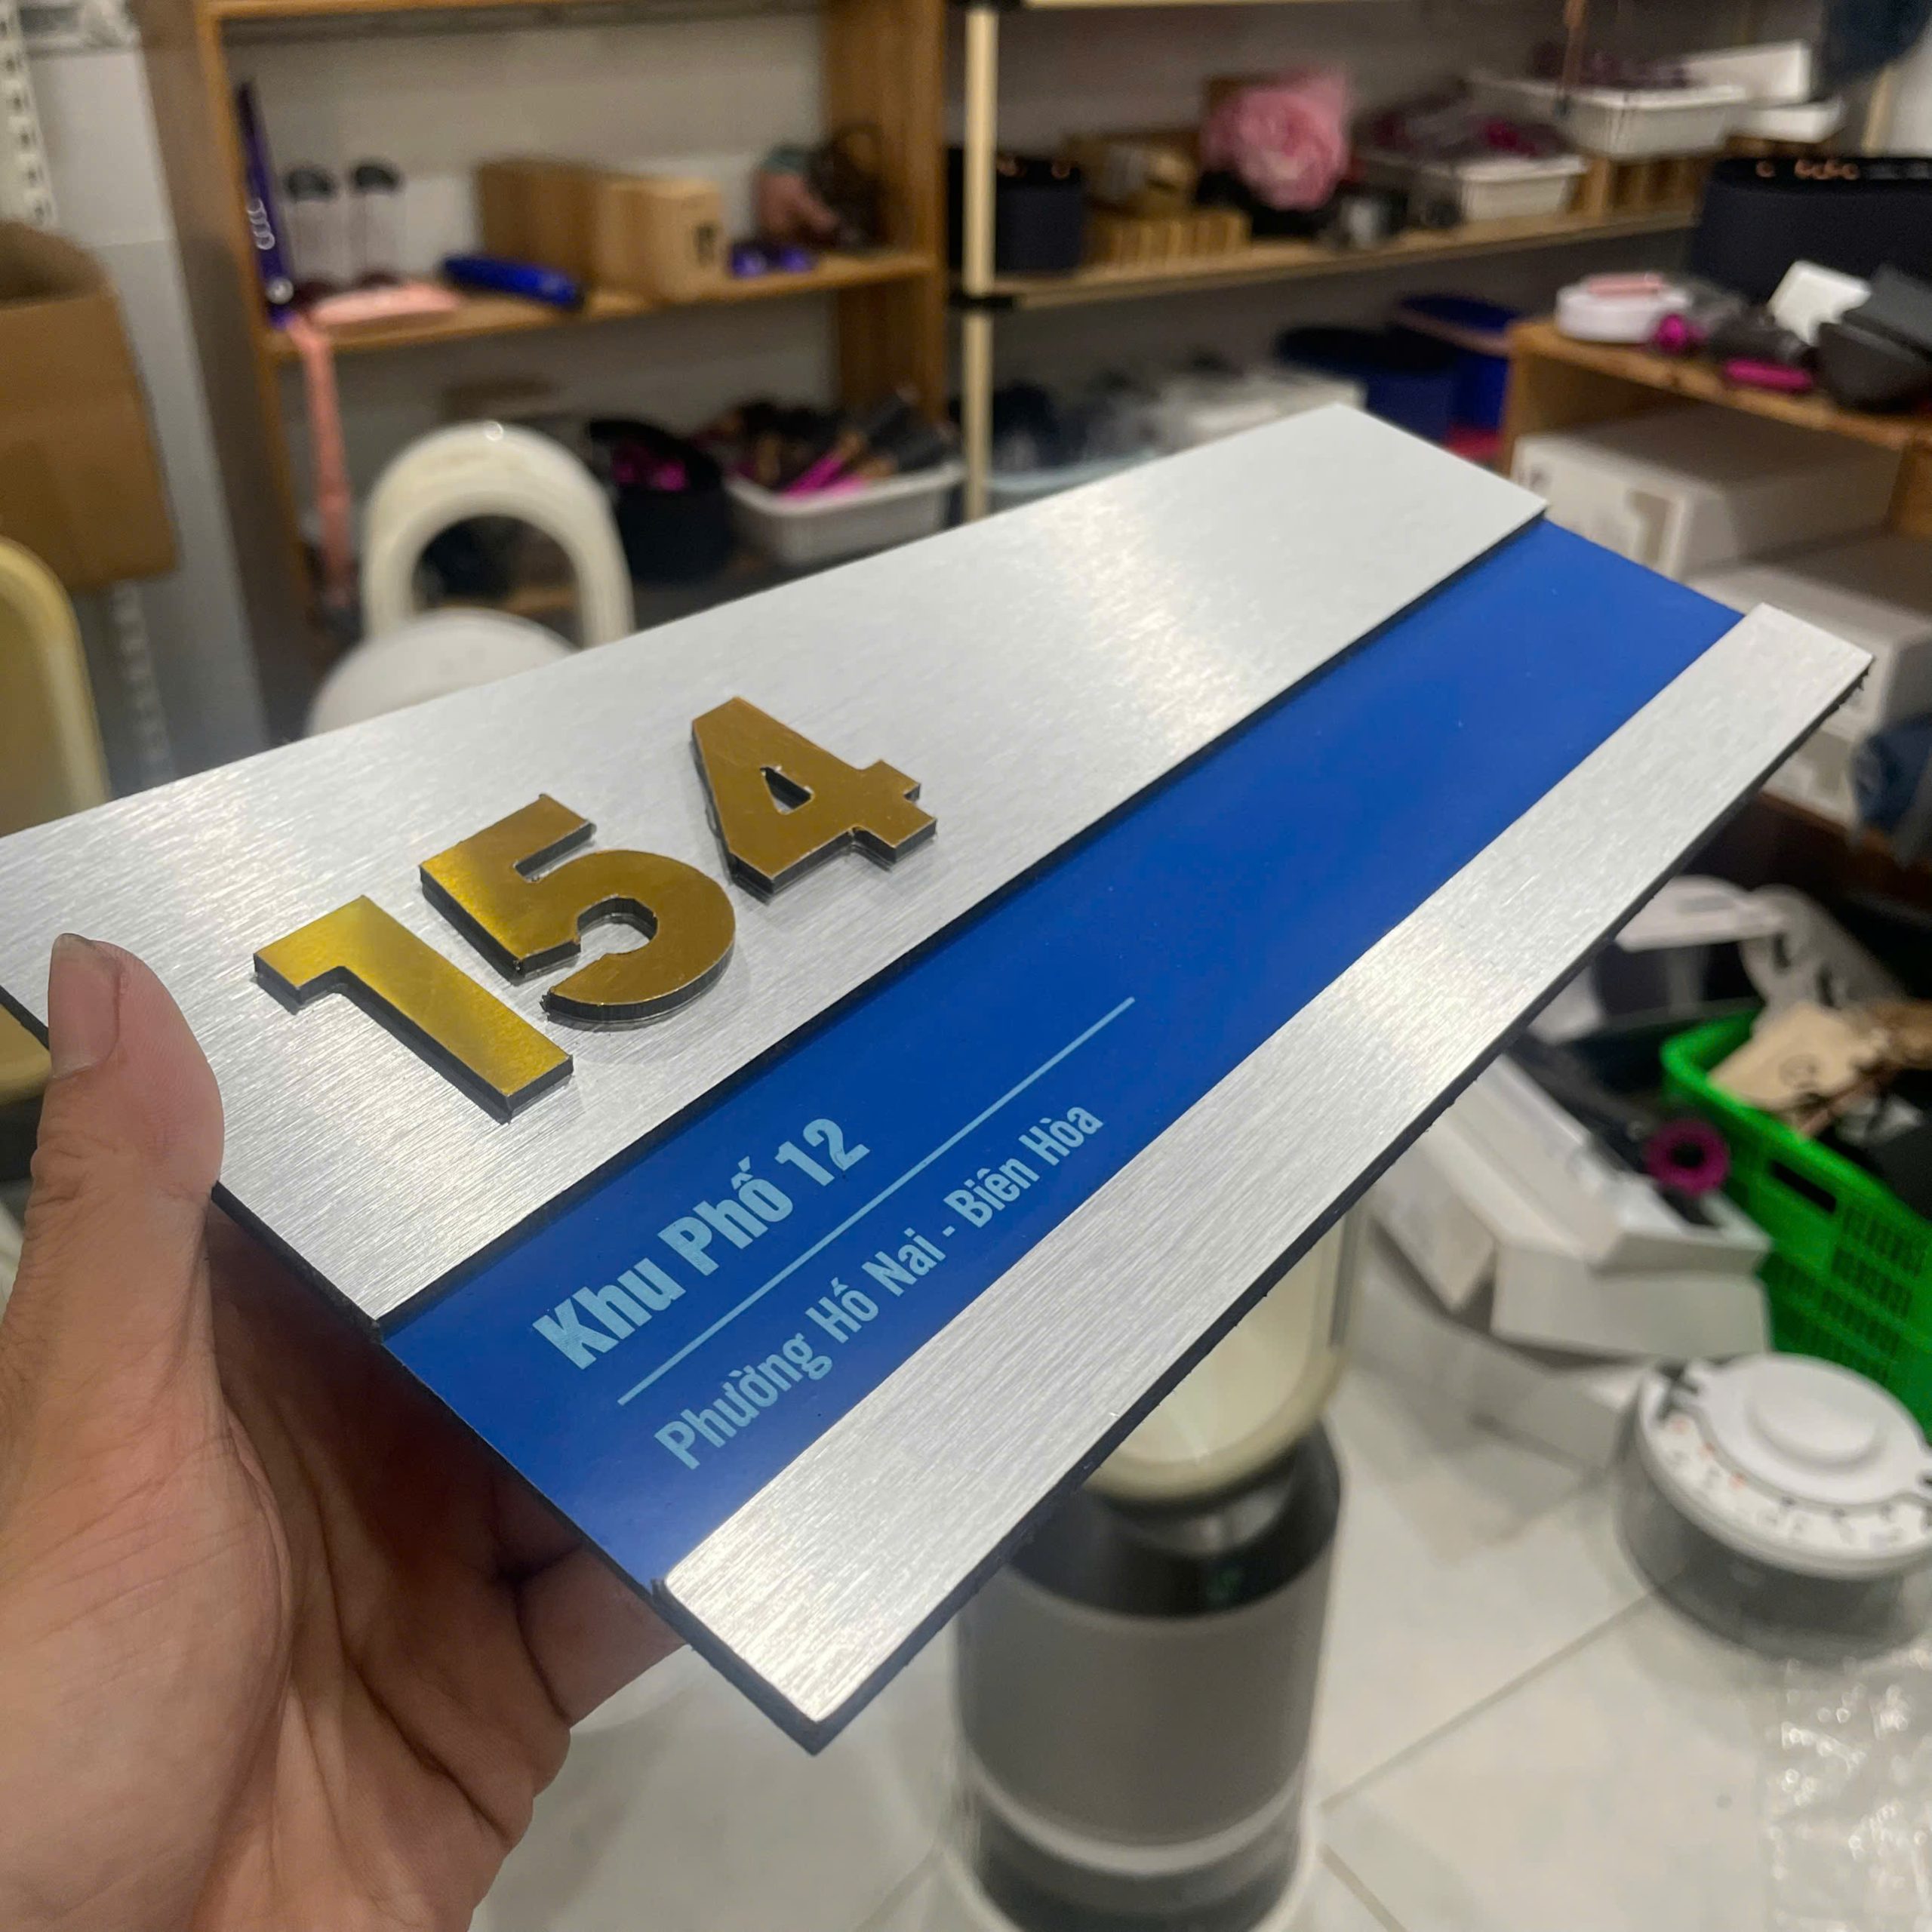 154
Khu Phố 12
Phường Hố Nai - Biên Hòa